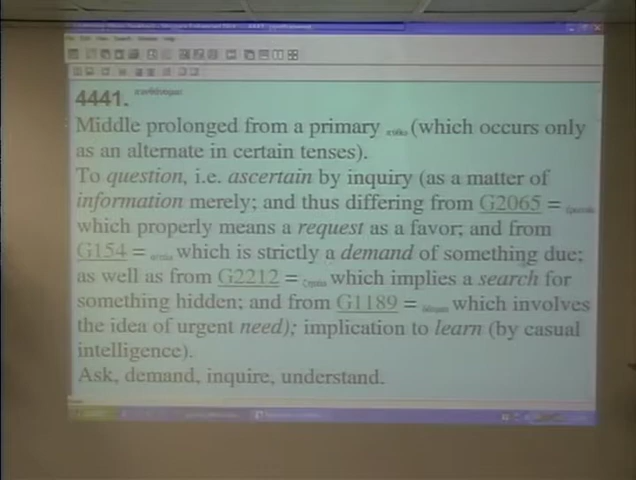 4441.
Middle prolonged from a primary (which occurs only
as an alternate in certain tenses).
To question, i.e. ascertain by inquiry (as a matter of
information merely; and thus differing from G2065 =
which properly means a request as a favor; and from
G154 = which is strictly a demand of something due;
as well as from G2212 = which implies a search for
something hidden; and from G1189 = which involves
the idea of urgent need); implication to learn (by casual
intelligence).
Ask, demand, inquire, understand.